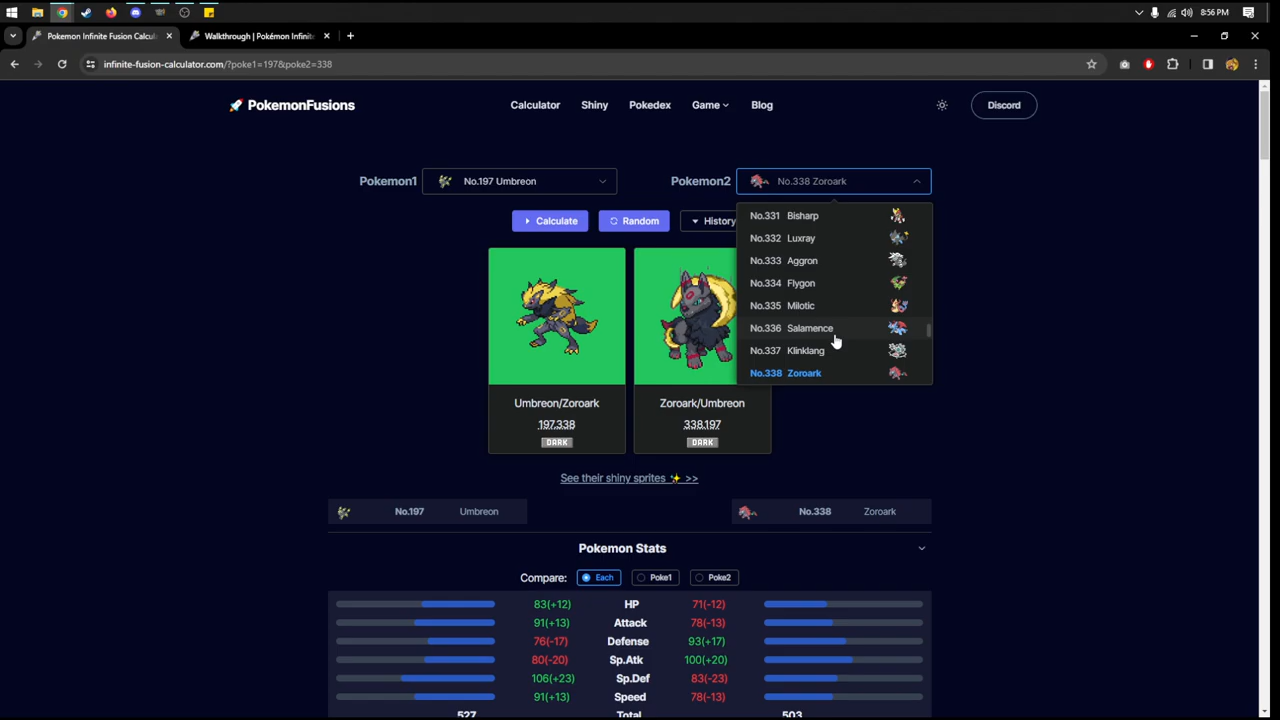 8:56 PM
Pokemon Infinite Fusion Calcula
Walkthrough | Pokémon Infinite
infinite-fusion-calculator.com/?poke1=197&poke2=338
PokemonFusions
Calculator Shiny Pokedex Game Blog
Discord
Pokemon1 No.197 Umbreon Pokemon2 No.338 Zoroark
Calculate Random History
No.331 Bisharp
No.332 Luxray
No.333 Aggron
No.334 Flygon
No.335 Milotic
No.336 Salamence
No.337 Klinklang
No.338 Zoroark
Umbreon/Zoroark Zoroark/Umbreon
197.338 338.197
DARK DARK
See their shiny sprites ✨ >>
No.197 Umbreon No.338 Zoroark
Pokemon Stats
Compare: Each Poke1 Poke2
83(+12) HP 71(-12)
91(+13) Attack 78(-13)
76(-17) Defense 93(+17)
80(-20) Sp.Atk 100(+20)
106(+23) Sp.Def 83(-23)
91(+13) Speed 78(-13)
527 Total 503